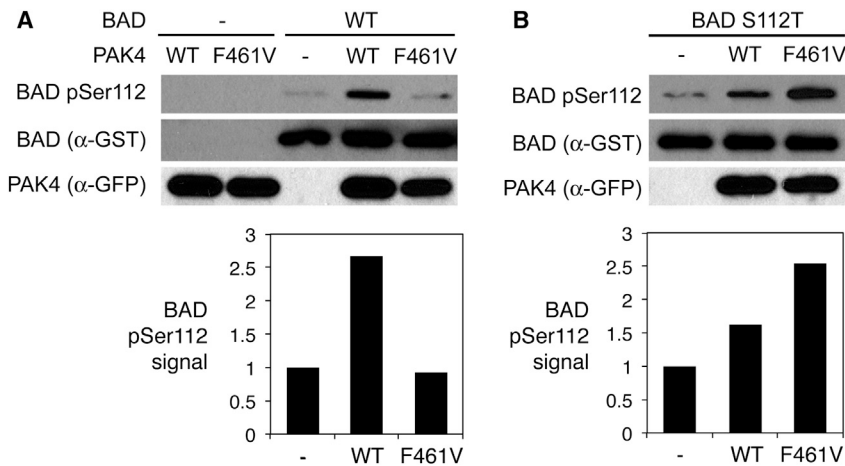 A
BAD - WT
PAK4 WT F461V - WT F461V
BAD pSer112
BAD (α-GST)
PAK4 (α-GFP)
3
2.5
2
1.5
1
0.5
0
BAD
pSer112
signal
- WT F461V
B
BAD S112T
- WT F461V
BAD pSer112
BAD (α-GST)
PAK4 (α-GFP)
3
2.5
2
1.5
1
0.5
0
BAD
pSer112
signal
- WT F461V